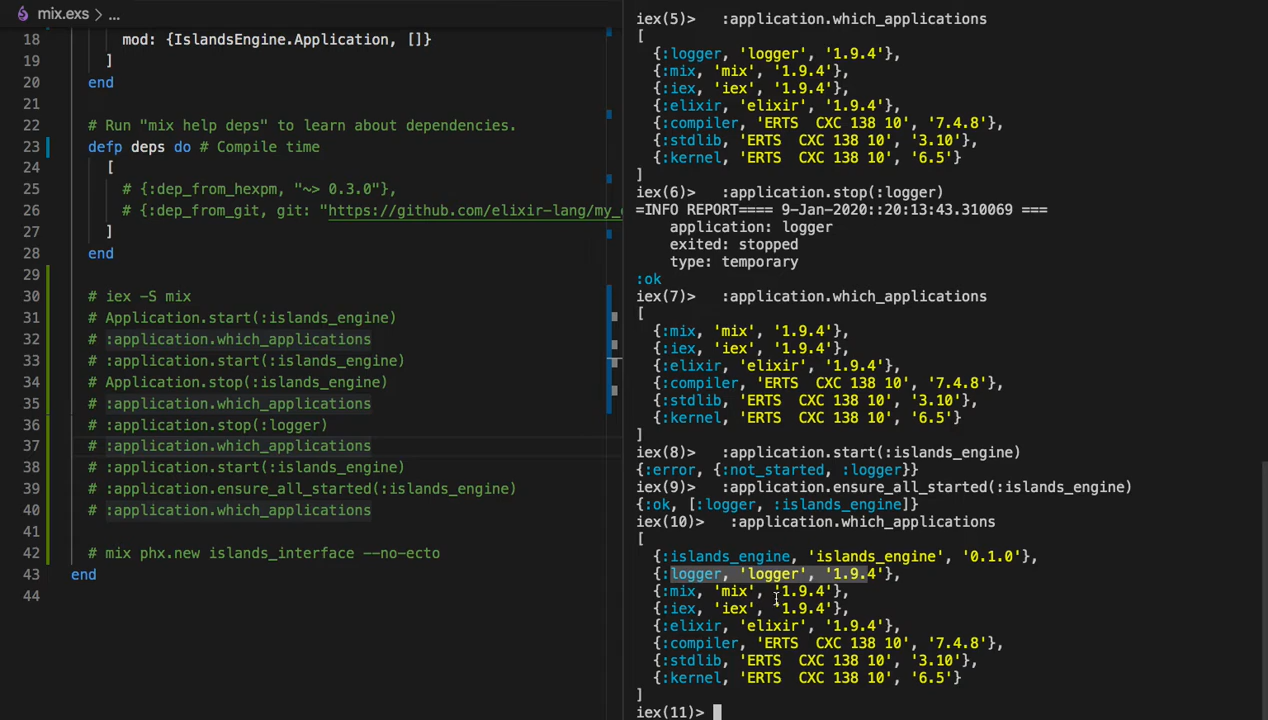 mix.exs > ...
18 mod: {IslandsEngine.Application, []}
19 ]
20 end
21
22 # Run "mix help deps" to learn about dependencies.
23 defp deps do # Compile time
24 [
25 # {:dep_from_hexpm, "~> 0.3.0"},
26 # {:dep_from_git, git: "https://github.com/elixir-lang/my_
27 ]
28 end
29
30 # iex -S mix
31 # Application.start(:islands_engine)
32 # :application.which_applications
33 # :application.start(:islands_engine)
34 # Application.stop(:islands_engine)
35 # :application.which_applications
36 # :application.stop(:logger)
37 # :application.which_applications
38 # :application.start(:islands_engine)
39 # :application.ensure_all_started(:islands_engine)
40 # :application.which_applications
41
42 # mix phx.new islands_interface --no-ecto
43 end
44
iex(5)> :application.which_applications
[
{:logger, 'logger', '1.9.4'},
{:mix, 'mix', '1.9.4'},
{:iex, 'iex', '1.9.4'},
{:elixir, 'elixir', '1.9.4'},
{:compiler, 'ERTS CXC 138 10', '7.4.8'},
{:stdlib, 'ERTS CXC 138 10', '3.10'},
{:kernel, 'ERTS CXC 138 10', '6.5'}
]
iex(6)> :application.stop(:logger)
=INFO REPORT==== 9-Jan-2020::20:13:43.310069 ===
application: logger
exited: stopped
type: temporary
:ok
iex(7)> :application.which_applications
[
{:mix, 'mix', '1.9.4'},
{:iex, 'iex', '1.9.4'},
{:elixir, 'elixir', '1.9.4'},
{:compiler, 'ERTS CXC 138 10', '7.4.8'},
{:stdlib, 'ERTS CXC 138 10', '3.10'},
{:kernel, 'ERTS CXC 138 10', '6.5'}
]
iex(8)> :application.start(:islands_engine)
{:error, {:not_started, :logger}}
iex(9)> :application.ensure_all_started(:islands_engine)
{:ok, [:logger, :islands_engine]}
iex(10)> :application.which_applications
[
{:islands_engine, 'islands_engine', '0.1.0'},
{:logger, 'logger', '1.9.4'},
{:mix, 'mix', '1.9.4'},
{:iex, 'iex', '1.9.4'},
{:elixir, 'elixir', '1.9.4'},
{:compiler, 'ERTS CXC 138 10', '7.4.8'},
{:stdlib, 'ERTS CXC 138 10', '3.10'},
{:kernel, 'ERTS CXC 138 10', '6.5'}
]
iex(11)>